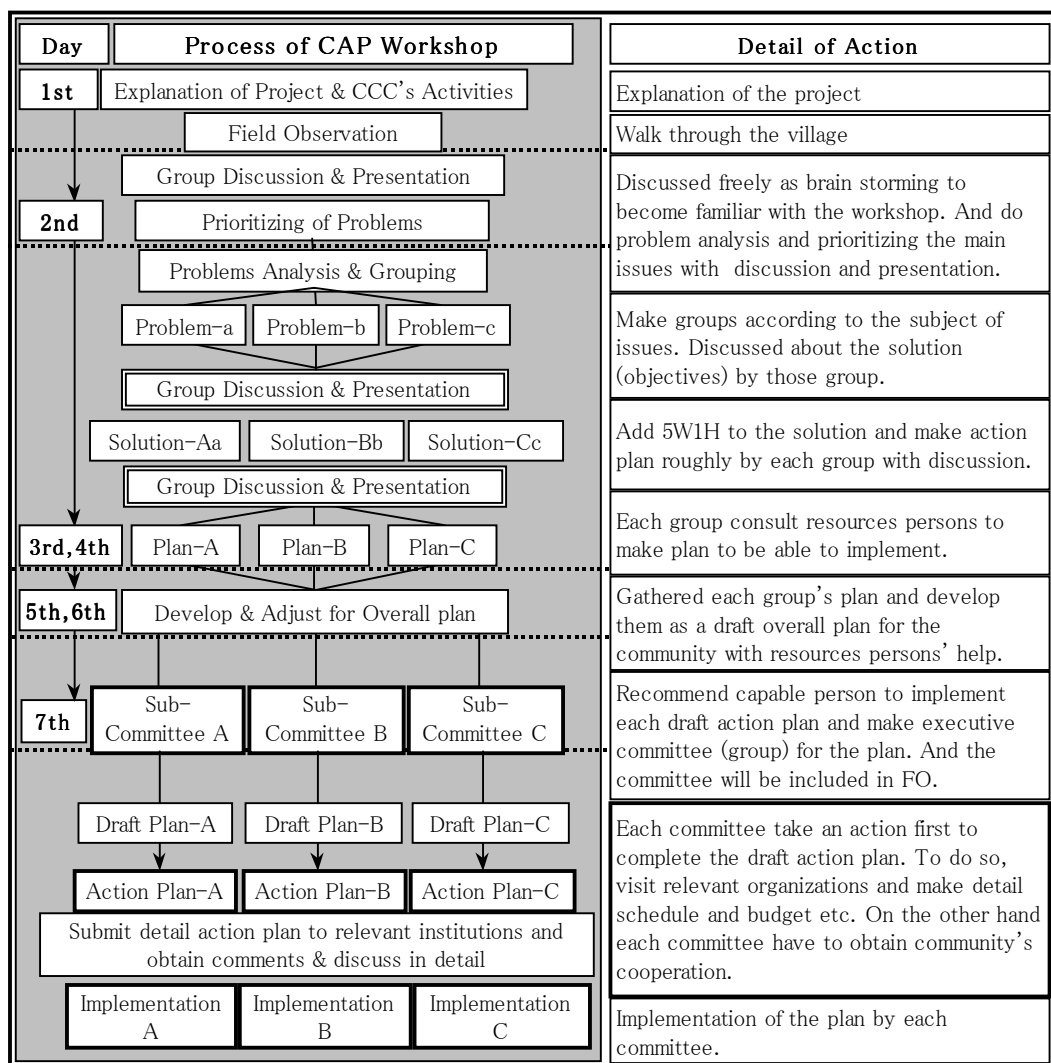 Day
Process of CAP Workshop
Detail of Action
1st
Explanation of Project & CCC's Activities
Explanation of the project
Field Observation
Walk through the village
Group Discussion & Presentation
Discussed freely as brain storming to
become familiar with the workshop. And do
problem analysis and prioritizing the main
issues with discussion and presentation.
2nd
Prioritizing of Problems
Problems Analysis & Grouping
Problem-a
Problem-b
Problem-c
Make groups according to the subject of
issues. Discussed about the solution
(objectives) by those group.
Group Discussion & Presentation
Solution-Aa
Solution-Bb
Solution-Cc
Add 5W1H to the solution and make action
plan roughly by each group with discussion.
Group Discussion & Presentation
3rd,4th
Plan-A
Plan-B
Plan-C
Each group consult resources persons to
make plan to be able to implement.
5th,6th
Develop & Adjust for Overall plan
Gathered each group's plan and develop
them as a draft overall plan for the
community with resources persons' help.
7th
Sub-
Committee A
Sub-
Committee B
Sub-
Committee C
Recommend capable person to implement
each draft action plan and make executive
committee (group) for the plan. And the
committee will be included in FO.
Draft Plan-A
Draft Plan-B
Draft Plan-C
Action Plan-A
Action Plan-B
Action Plan-C
Each committee take an action first to
complete the draft action plan. To do so,
visit relevant organizations and make detail
schedule and budget etc. On the other hand
each committee have to obtain community's
cooperation.
Submit detail action plan to relevant institutions and
obtain comments & discuss in detail
Implementation
A
Implementation
B
Implementation
C
Implementation of the plan by each
committee.